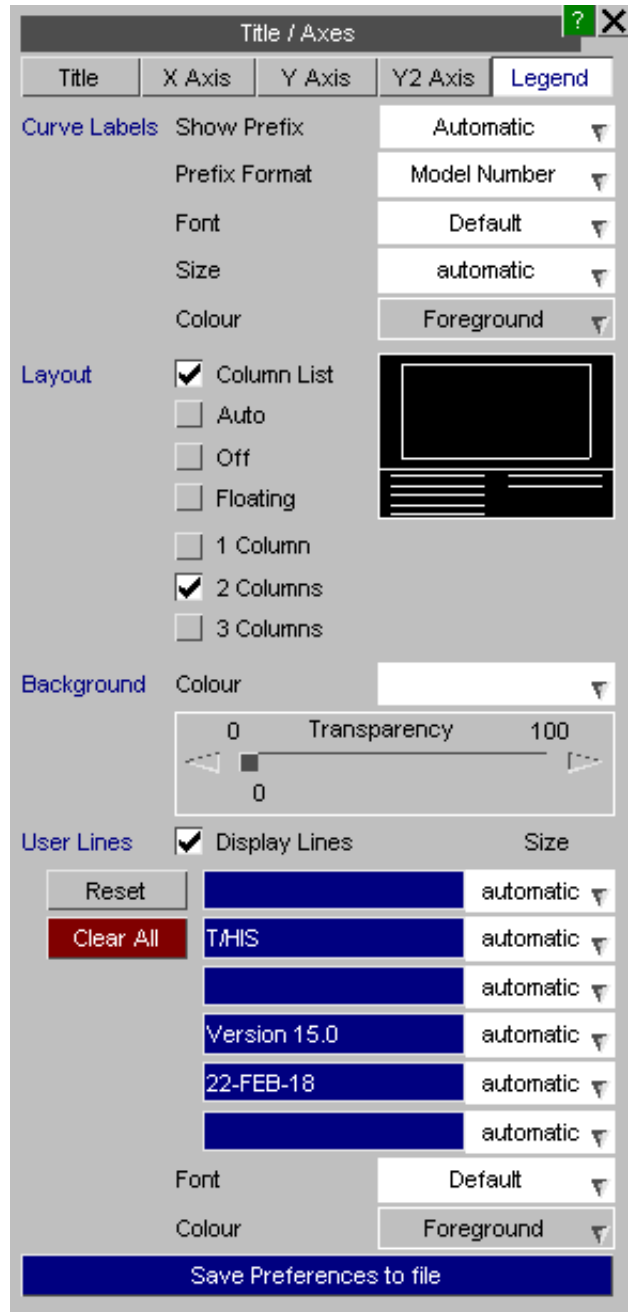 Title / Axes ? X
Title X Axis Y Axis Y2 Axis Legend
Curve Labels Show Prefix Automatic
Prefix Format Model Number
Font Default
Size automatic
Colour Foreground
Layout Column List
Auto
Off
Floating
1 Column
2 Columns
3 Columns
Background Colour
0 Transparency 100
0
User Lines Display Lines Size
Reset automatic
Clear All T/HIS automatic
automatic
Version 15.0 automatic
22-FEB-18 automatic
automatic
Font Default
Colour Foreground
Save Preferences to file